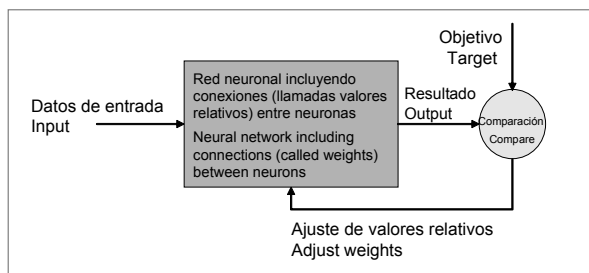 Datos de entrada
Input
Red neuronal incluyendo
conexiones (llamadas valores
relativos) entre neuronas
Neural network including
connections (called weights)
between neurons
Resultado
Output
Objetivo
Target
Comparación
Compare
Ajuste de valores relativos
Adjust weights